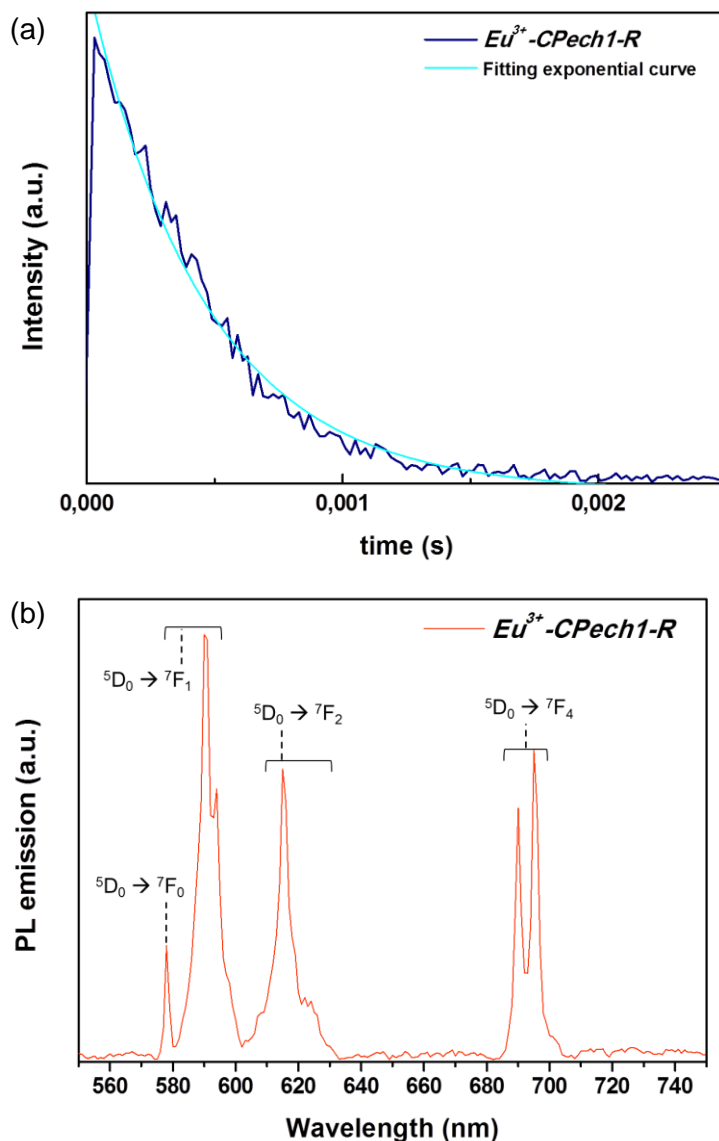 (a)
Eu³⁺-CPech1-R
Fitting exponential curve
Intensity (a.u.)
0,000 0,001 0,002
time (s)
(b)
Eu³⁺-CPech1-R
⁵D₀ → ⁷F₁
⁵D₀ → ⁷F₂
⁵D₀ → ⁷F₄
⁵D₀ → ⁷F₀
PL emission (a.u.)
560 580 600 620 640 660 680 700 720 740
Wavelength (nm)